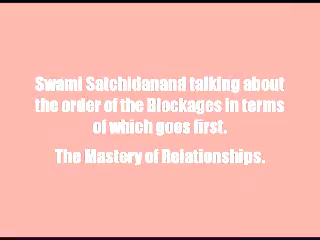 Swami Satchidanand talking about
the order of the Blockages in terms
of which goes first.
The Mastery of Relationships.